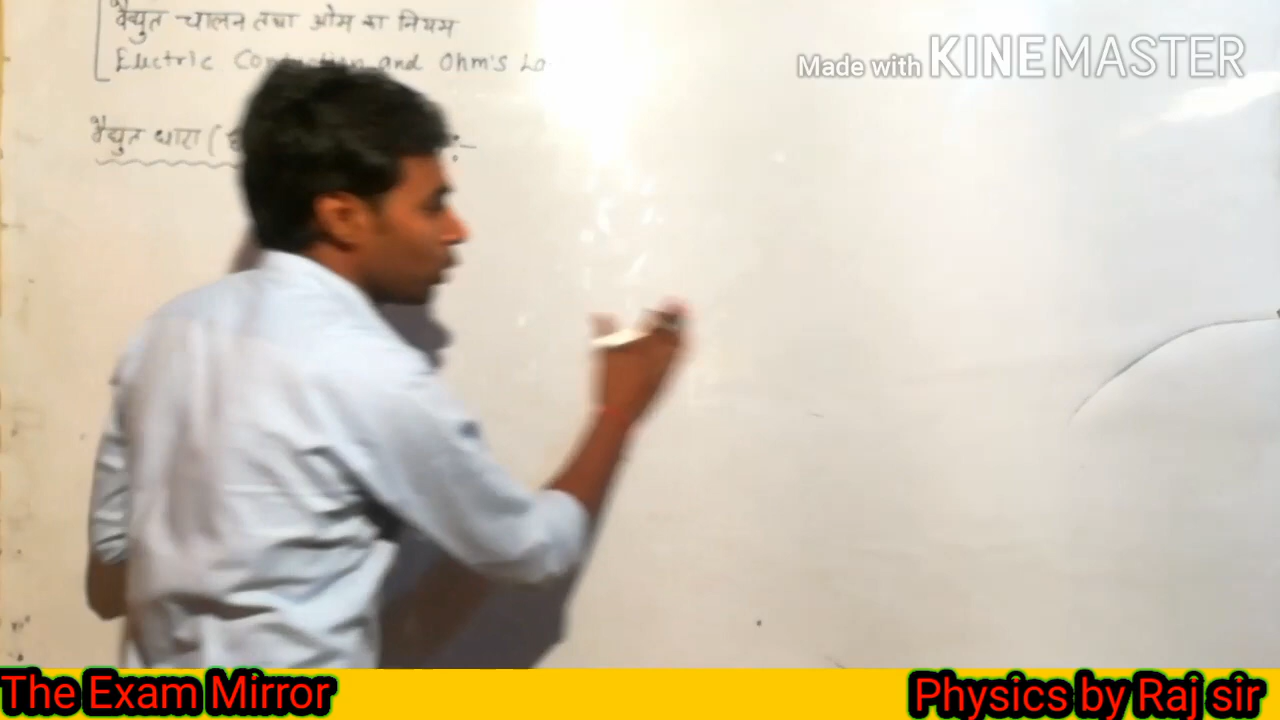 वैद्युत चालन तथा ओम का नियम
Electric and Ohm's
Made with KINEMASTER
वैद्युत धारा ( :-
The Exam Mirror
Physics by Raj sir